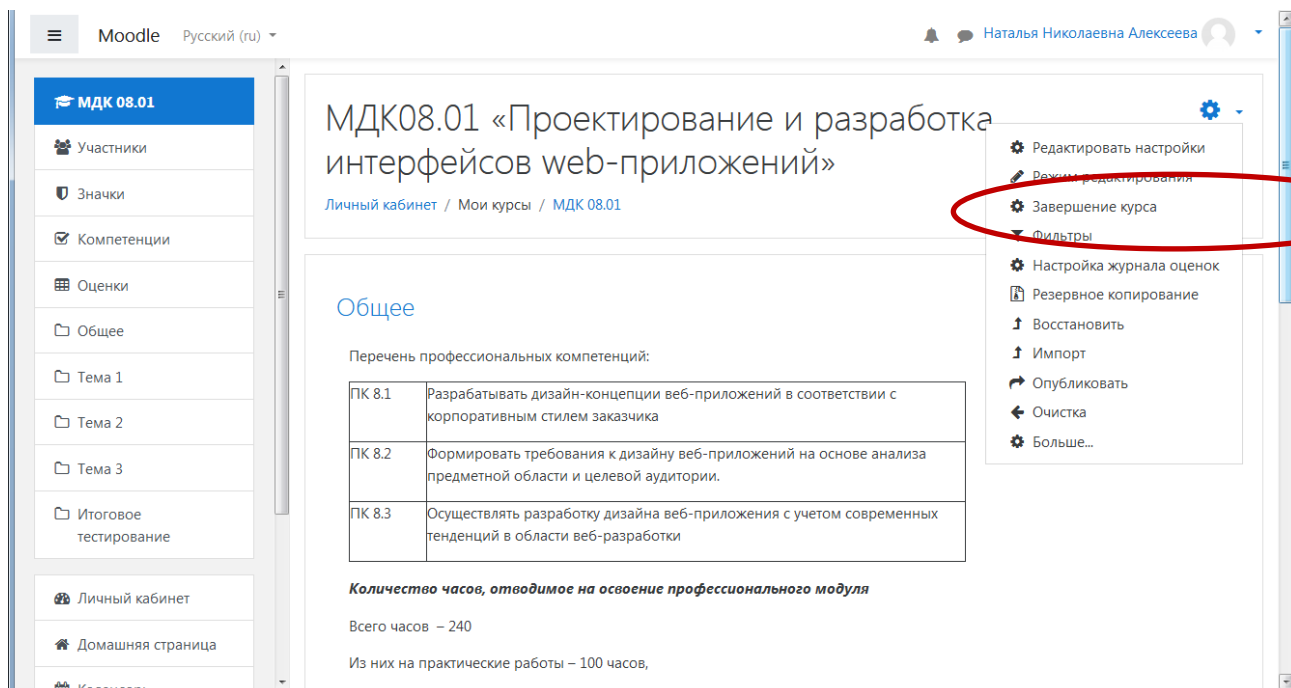 Moodle Русский (ru)
Наталья Николаевна Алексеева
МДК 08.01
Участники
Значки
Компетенции
Оценки
Общее
Тема 1
Тема 2
Тема 3
Итоговое
тестирование
Личный кабинет
Домашняя страница
Календарь
МДК08.01 «Проектирование и разработка
интерфейсов web-приложений»
Личный кабинет / Мои курсы / МДК 08.01
Редактировать настройки
Режим редактирования
Завершение курса
Фильтры
Настройка журнала оценок
Резервное копирование
Восстановить
Импорт
Опубликовать
Очистка
Больше...
Общее
Перечень профессиональных компетенций:
ПК 8.1 Разрабатывать дизайн-концепции веб-приложений в соответствии с
корпоративным стилем заказчика
ПК 8.2 Формировать требования к дизайну веб-приложений на основе анализа
предметной области и целевой аудитории.
ПК 8.3 Осуществлять разработку дизайна веб-приложения с учетом современных
тенденций в области веб-разработки
Количество часов, отводимое на освоение профессионального модуля
Всего часов – 240
Из них на практические работы – 100 часов,